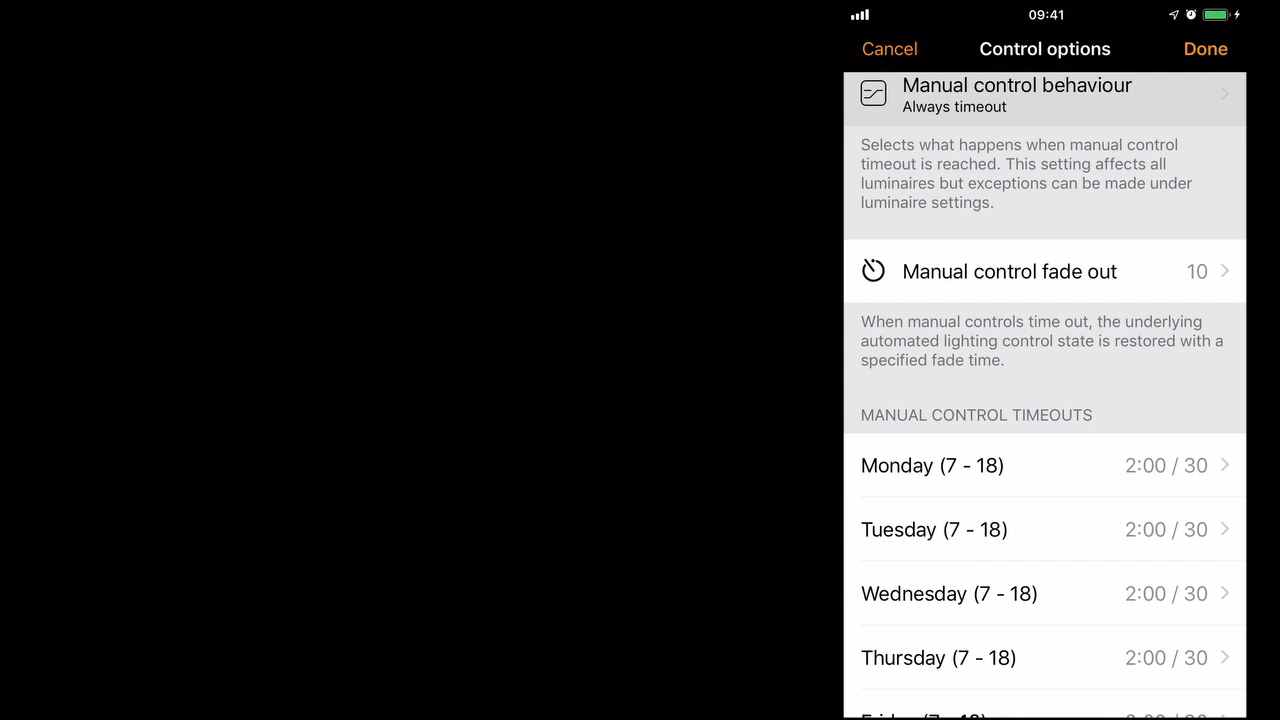 09:41
Cancel Control options Done
Manual control behaviour
Always timeout
Selects what happens when manual control
timeout is reached. This setting affects all
luminaires but exceptions can be made under
luminaire settings.
Manual control fade out 10
When manual controls time out, the underlying
automated lighting control state is restored with a
specified fade time.
MANUAL CONTROL TIMEOUTS
Monday (7 - 18) 2:00 / 30
Tuesday (7 - 18) 2:00 / 30
Wednesday (7 - 18) 2:00 / 30
Thursday (7 - 18) 2:00 / 30